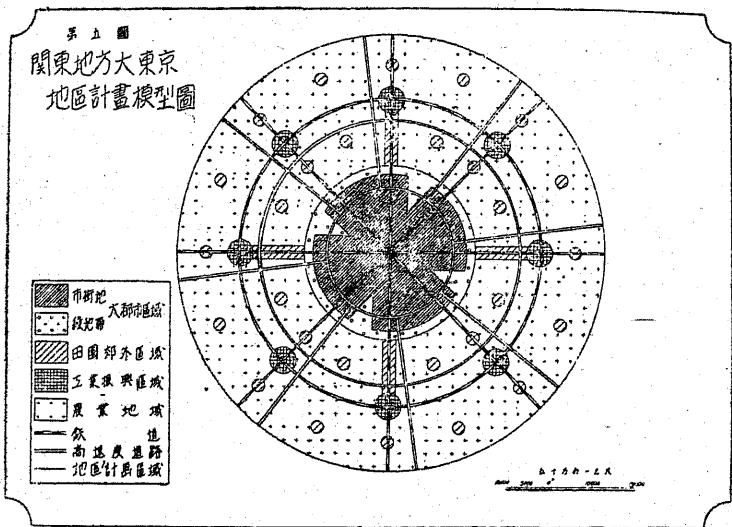 第五圖
関東地方大東京
地區計畫模型圖
市街地
大都市區域
緑地帶
田園郊外區域
工業振興區域
農業地域
鉄道
高速度道路
地區計畫區域